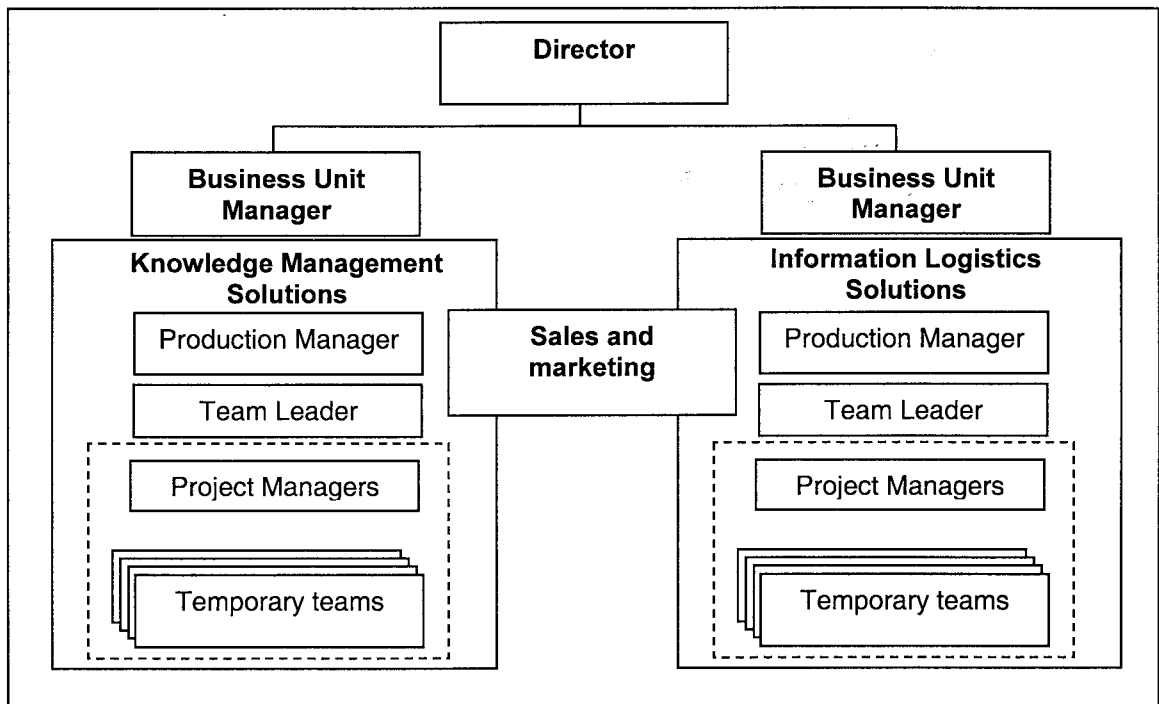 Director
Business Unit
Manager
Business Unit
Manager
Knowledge Management
Solutions
Production Manager
Team Leader
Project Managers
Temporary teams
Sales and
marketing
Information Logistics
Solutions
Production Manager
Team Leader
Project Managers
Temporary teams